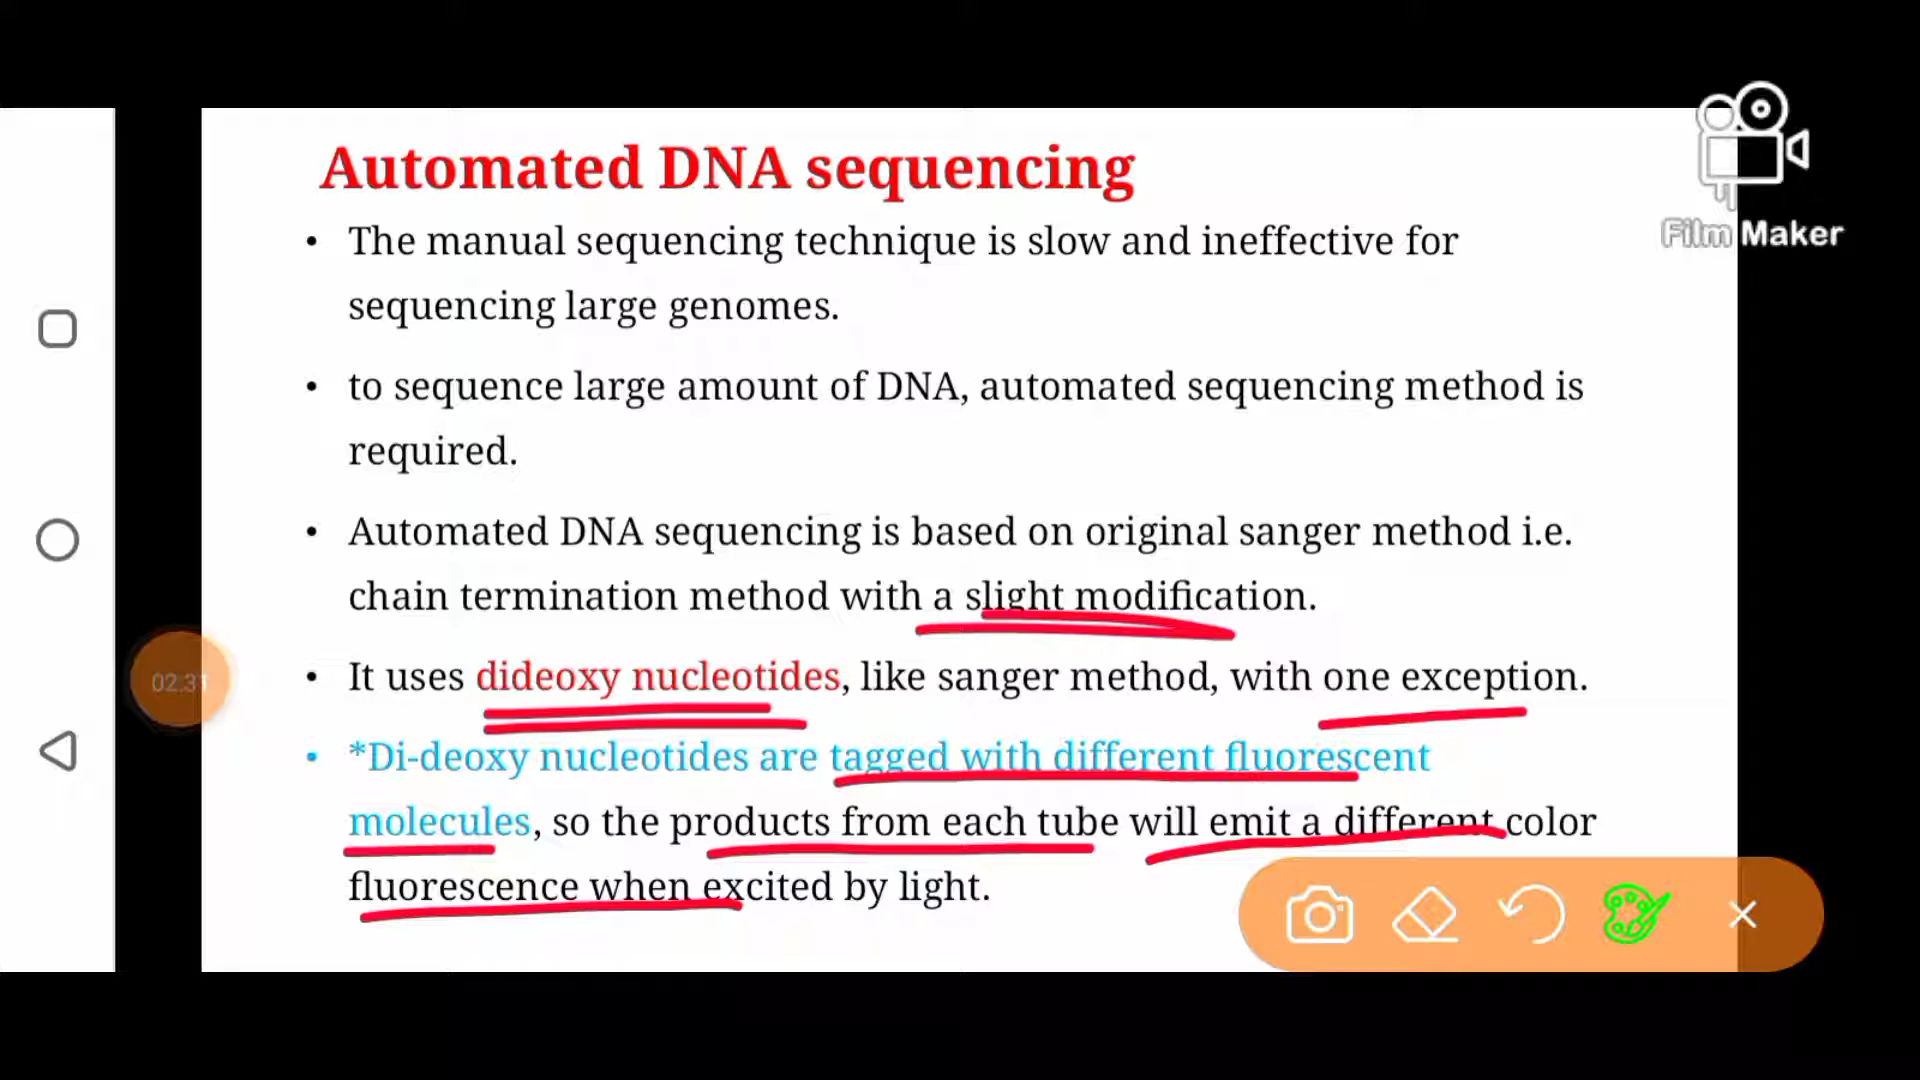 Automated DNA sequencing
Film Maker
• The manual sequencing technique is slow and ineffective for
sequencing large genomes.
• to sequence large amount of DNA, automated sequencing method is
required.
• Automated DNA sequencing is based on original sanger method i.e.
chain termination method with a slight modification.
• It uses dideoxy nucleotides, like sanger method, with one exception.
02:31
• *Di-deoxy nucleotides are tagged with different fluorescent
molecules, so the products from each tube will emit a different color
fluorescence when excited by light.